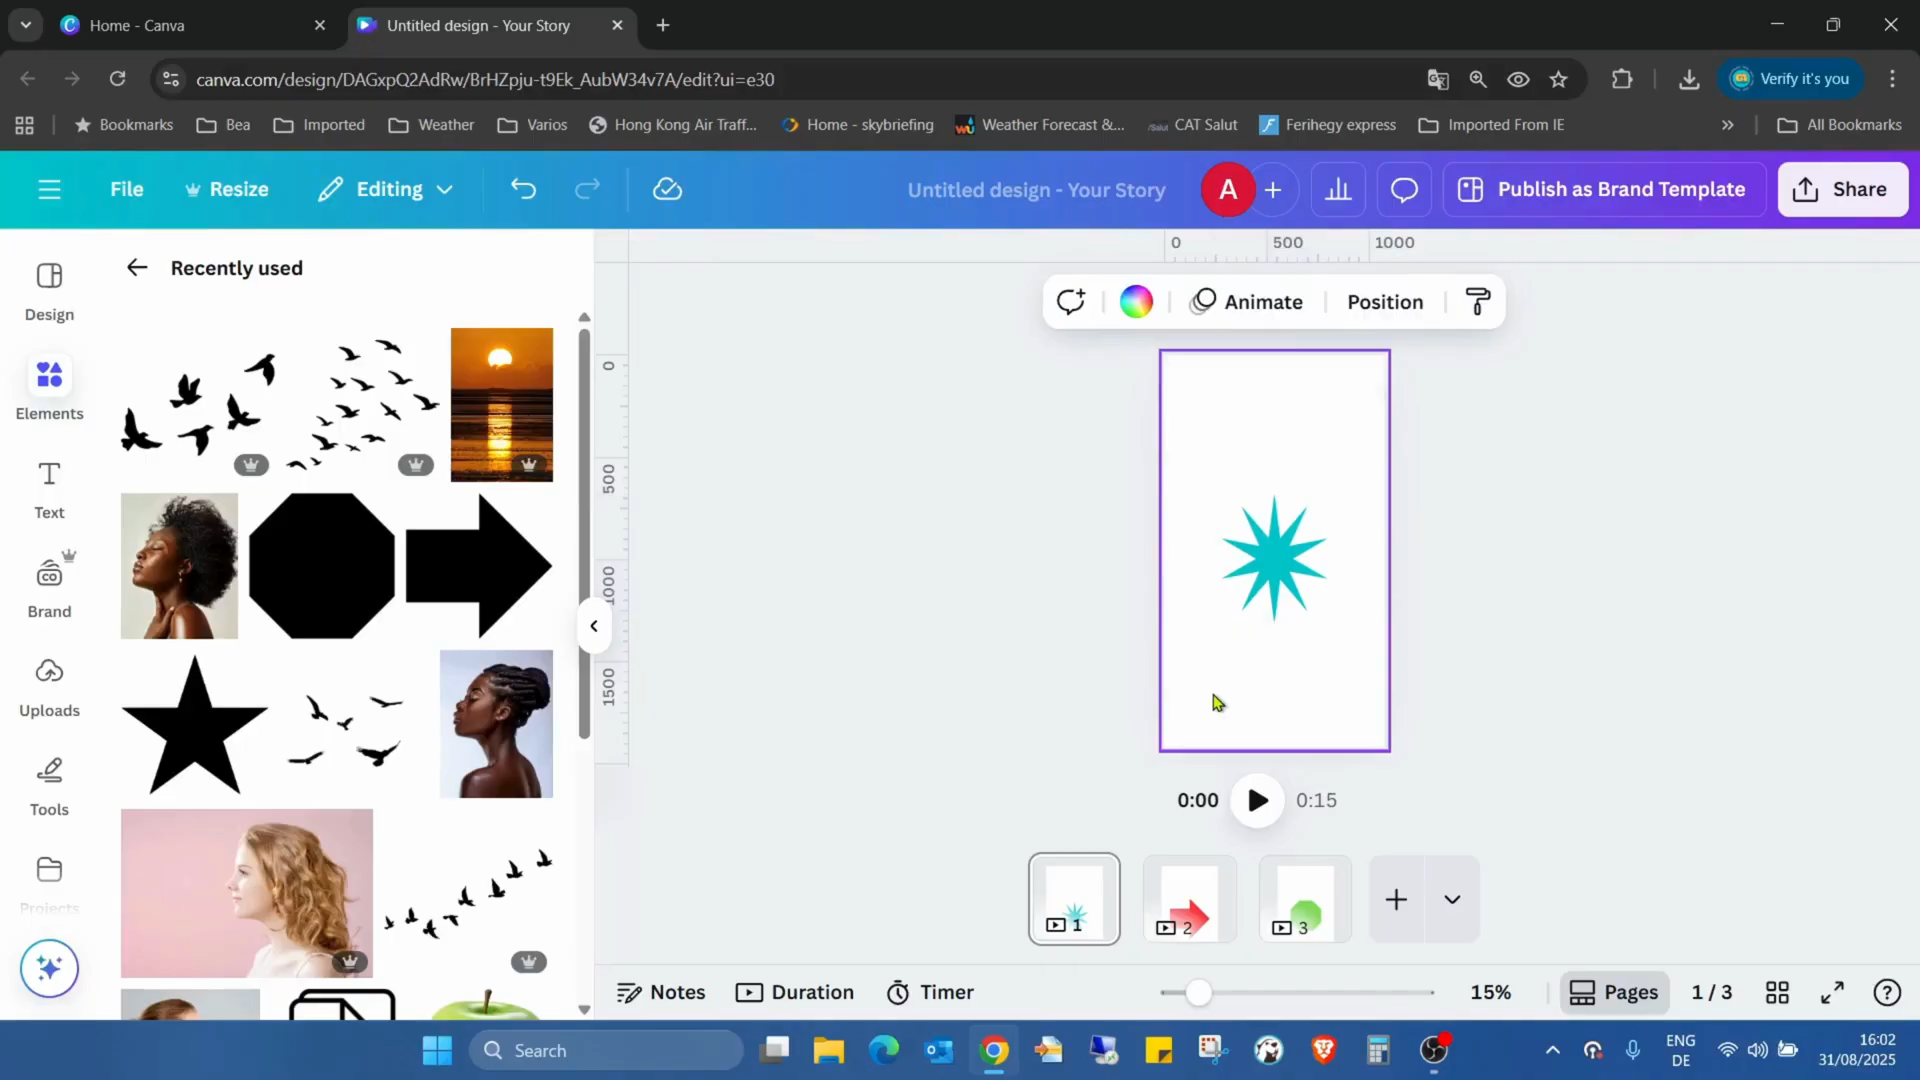 Home - Canva
Untitled design - Your Story
canva.com/design/DAGxpQ2AdRw/BrHZpju-t9Ek_AubW34v7A/edit?ui=e30
Verify it's you
Bookmarks
Bea
Imported
Weather
Varios
Hong Kong Air Traff...
Home - skybriefing
Weather Forecast &...
CAT Salut
Ferihegy express
Imported From IE
All Bookmarks
File
Resize
Editing
Untitled design - Your Story
A
Publish as Brand Template
Share
Design
Elements
Text
Brand
Uploads
Tools
Projects
Recently used
0 500 1000
0
500
1000
1500
Animate
Position
0:00
0:15
1
2
3
Notes
Duration
Timer
15%
Pages
1 / 3
Search
ENG
DE
16:02
31/08/2025